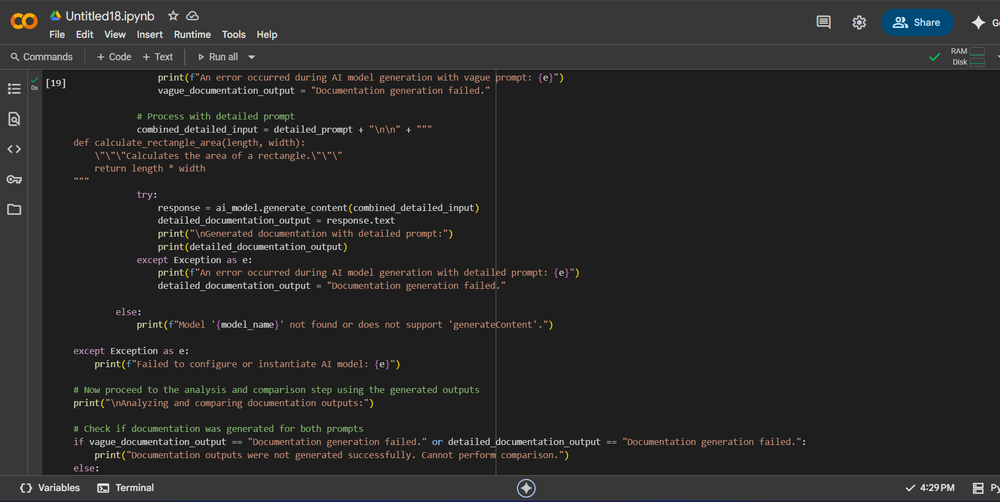 Untitled18.ipynb
File Edit View Insert Runtime Tools Help
Share
Commands + Code + Text Run all
RAM
Disk
[19]
0s
                print(f"An error occurred during AI model generation with vague prompt: {e}")
                vague_documentation_output = "Documentation generation failed."
            # Process with detailed prompt
            combined_detailed_input = detailed_prompt + "\n\n" + """
def calculate_rectangle_area(length, width):
    \"\"\"Calculates the area of a rectangle.\"\"\"
    return length * width
"""
            try:
                response = ai_model.generate_content(combined_detailed_input)
                detailed_documentation_output = response.text
                print("\nGenerated documentation with detailed prompt:")
                print(detailed_documentation_output)
            except Exception as e:
                print(f"An error occurred during AI model generation with detailed prompt: {e}")
                detailed_documentation_output = "Documentation generation failed."
        else:
            print(f"Model '{model_name}' not found or does not support 'generateContent'.")
except Exception as e:
    print(f"Failed to configure or instantiate AI model: {e}")
# Now proceed to the analysis and comparison step using the generated outputs
print("\nAnalyzing and comparing documentation outputs:")
# Check if documentation was generated for both prompts
if vague_documentation_output == "Documentation generation failed." or detailed_documentation_output == "Documentation generation failed.":
    print("Documentation outputs were not generated successfully. Cannot perform comparison.")
else:
{} Variables Terminal 4:29 PM